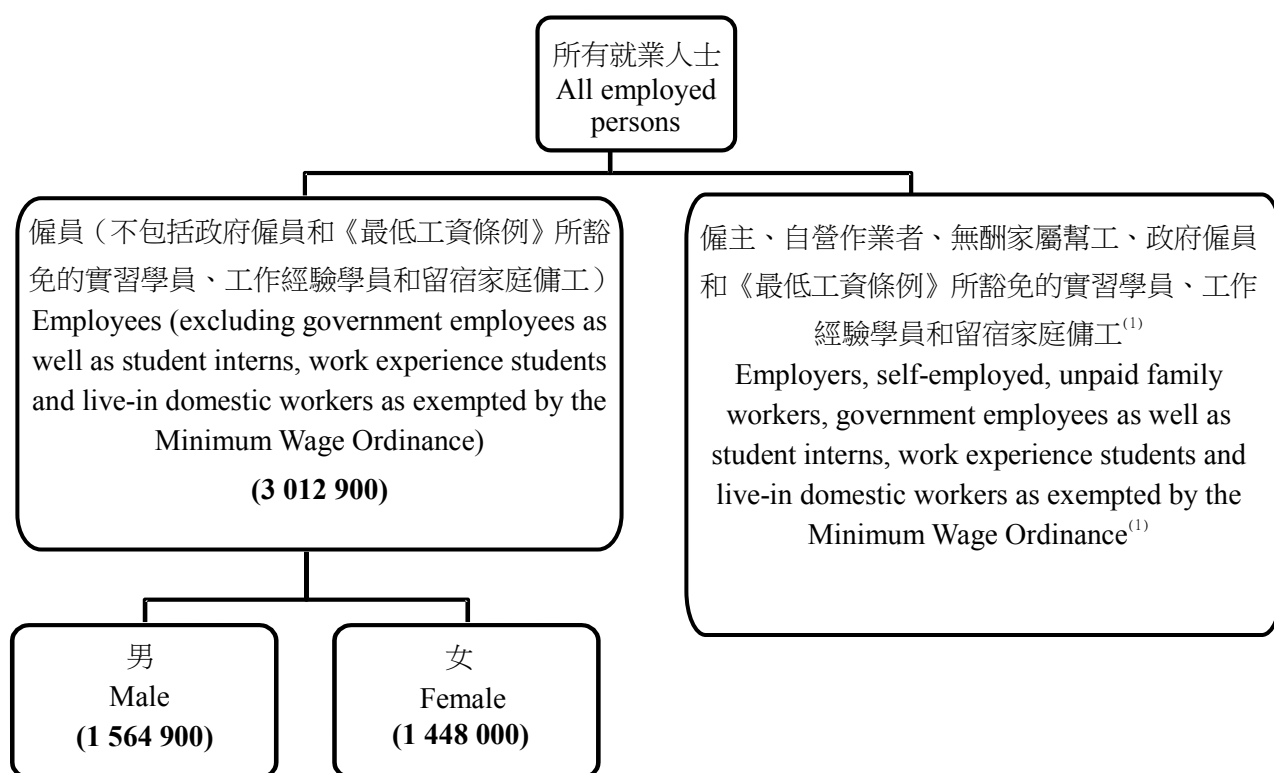 所有就業人士
All employed
persons
僱員（不包括政府僱員和《最低工資條例》所豁
免的實習學員、工作經驗學員和留宿家庭傭工）
Employees (excluding government employees as
well as student interns, work experience students
and live-in domestic workers as exempted by the
Minimum Wage Ordinance)
(3 012 900)
僱主、自營作業者、無酬家屬幫工、政府僱員
和《最低工資條例》所豁免的實習學員、工作
經驗學員和留宿家庭傭工(1)
Employers, self-employed, unpaid family
workers, government employees as well as
student interns, work experience students and
live-in domestic workers as exempted by the
Minimum Wage Ordinance(1)
男
Male
(1 564 900)
女
Female
(1 448 000)